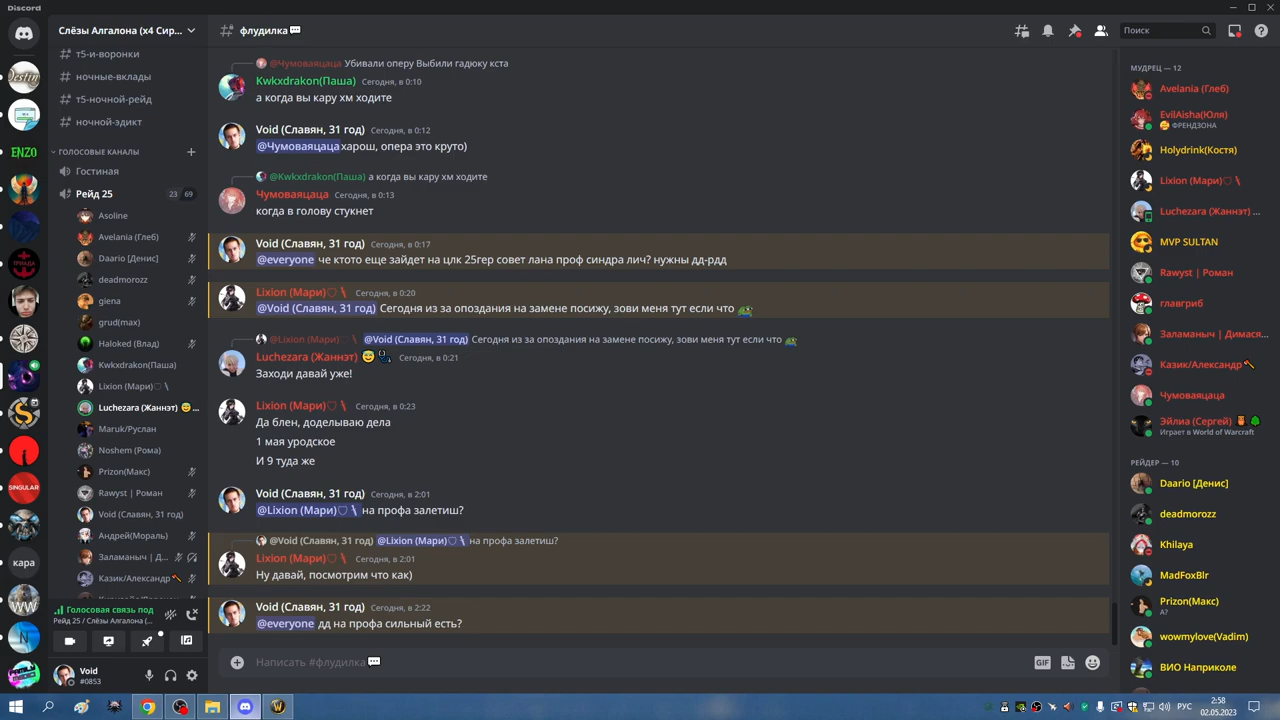 Discord
Слёзы Алгалона (x4 Сир...
т5-и-воронки
ночные-вклады
т5-ночной-рейд
ночной-эдикт
ГОЛОСОВЫЕ КАНАЛЫ
Гостиная
Рейд 25 23 69
Asoline
Avelania (Глеб)
Daario [Денис]
deadmorozz
giena
grud(max)
Haloked (Влад)
Kwkxdrakon(Паша)
Lixion (Мари)♡
Luchezara (Жаннэт) 😇 ...
Maruk/Руслан
Noshem (Рома)
Prizon(Макс)
Rawyst | Роман
Void (Славян, 31 год)
Андрей(Мораль)
Заламаныч | Д...
Казик/Александр
Голосовая связь под
Рейд 25 / Слёзы Алгалона (...
Void
#0853
ENZO
ТРИАДА
SINGULAR
кара
WW
флудилка💬
Поиск
@Чумоваяцаца Убивали оперу Выбили гадюку кста
Kwkxdrakon(Паша) Сегодня, в 0:10
а когда вы кару хм ходите
Void (Славян, 31 год) Сегодня, в 0:12
@Чумоваяцаца харош, опера это круто)
@Kwkxdrakon(Паша) а когда вы кару хм ходите
Чумоваяцаца Сегодня, в 0:13
когда в голову стукнет
Void (Славян, 31 год) Сегодня, в 0:17
@everyone че ктото еще зайдет на цлк 25гер совет лана проф синдра лич? нужны дд-рдд
Lixion (Мари)♡ Сегодня, в 0:20
@Void (Славян, 31 год) Сегодня из за опоздания на замене посижу, зови меня тут если что
@Lixion (Мари)♡ @Void (Славян, 31 год) Сегодня из за опоздания на замене посижу, зови меня тут если что
Luchezara (Жаннэт) 😇 Сегодня, в 0:21
Заходи давай уже!
Lixion (Мари)♡ Сегодня, в 0:23
Да блен, доделываю дела
1 мая уродское
И 9 туда же
Void (Славян, 31 год) Сегодня, в 2:01
@Lixion (Мари)♡ \ на профа залетиш?
@Void (Славян, 31 год) @Lixion (Мари)♡ \ на профа залетиш?
Lixion (Мари)♡ Сегодня, в 2:01
Ну давай, посмотрим что как)
Void (Славян, 31 год) Сегодня, в 2:22
@everyone дд на профа сильный есть?
Написать #флудилка💬
GIF
МУДРЕЦ — 12
Avelania (Глеб)
EvilAisha(Юля)
ФРЕНДЗОНА
Holydrink(Костя)
Lixion (Мари)♡
Luchezara (Жаннэт) ...
MVP SULTAN
Rawyst | Роман
главгриб
Заламаныч | Димася...
Казик/Александр
Чумоваяцаца
Эйлиа (Сергей)
Играет в World of Warcraft
РЕЙДЕР — 10
Daario [Денис]
deadmorozz
Khilaya
MadFoxBlr
Prizon(Макс)
А?
wowmylove(Vadim)
ВИО Наприколе
РУС
2:58
02.05.2023